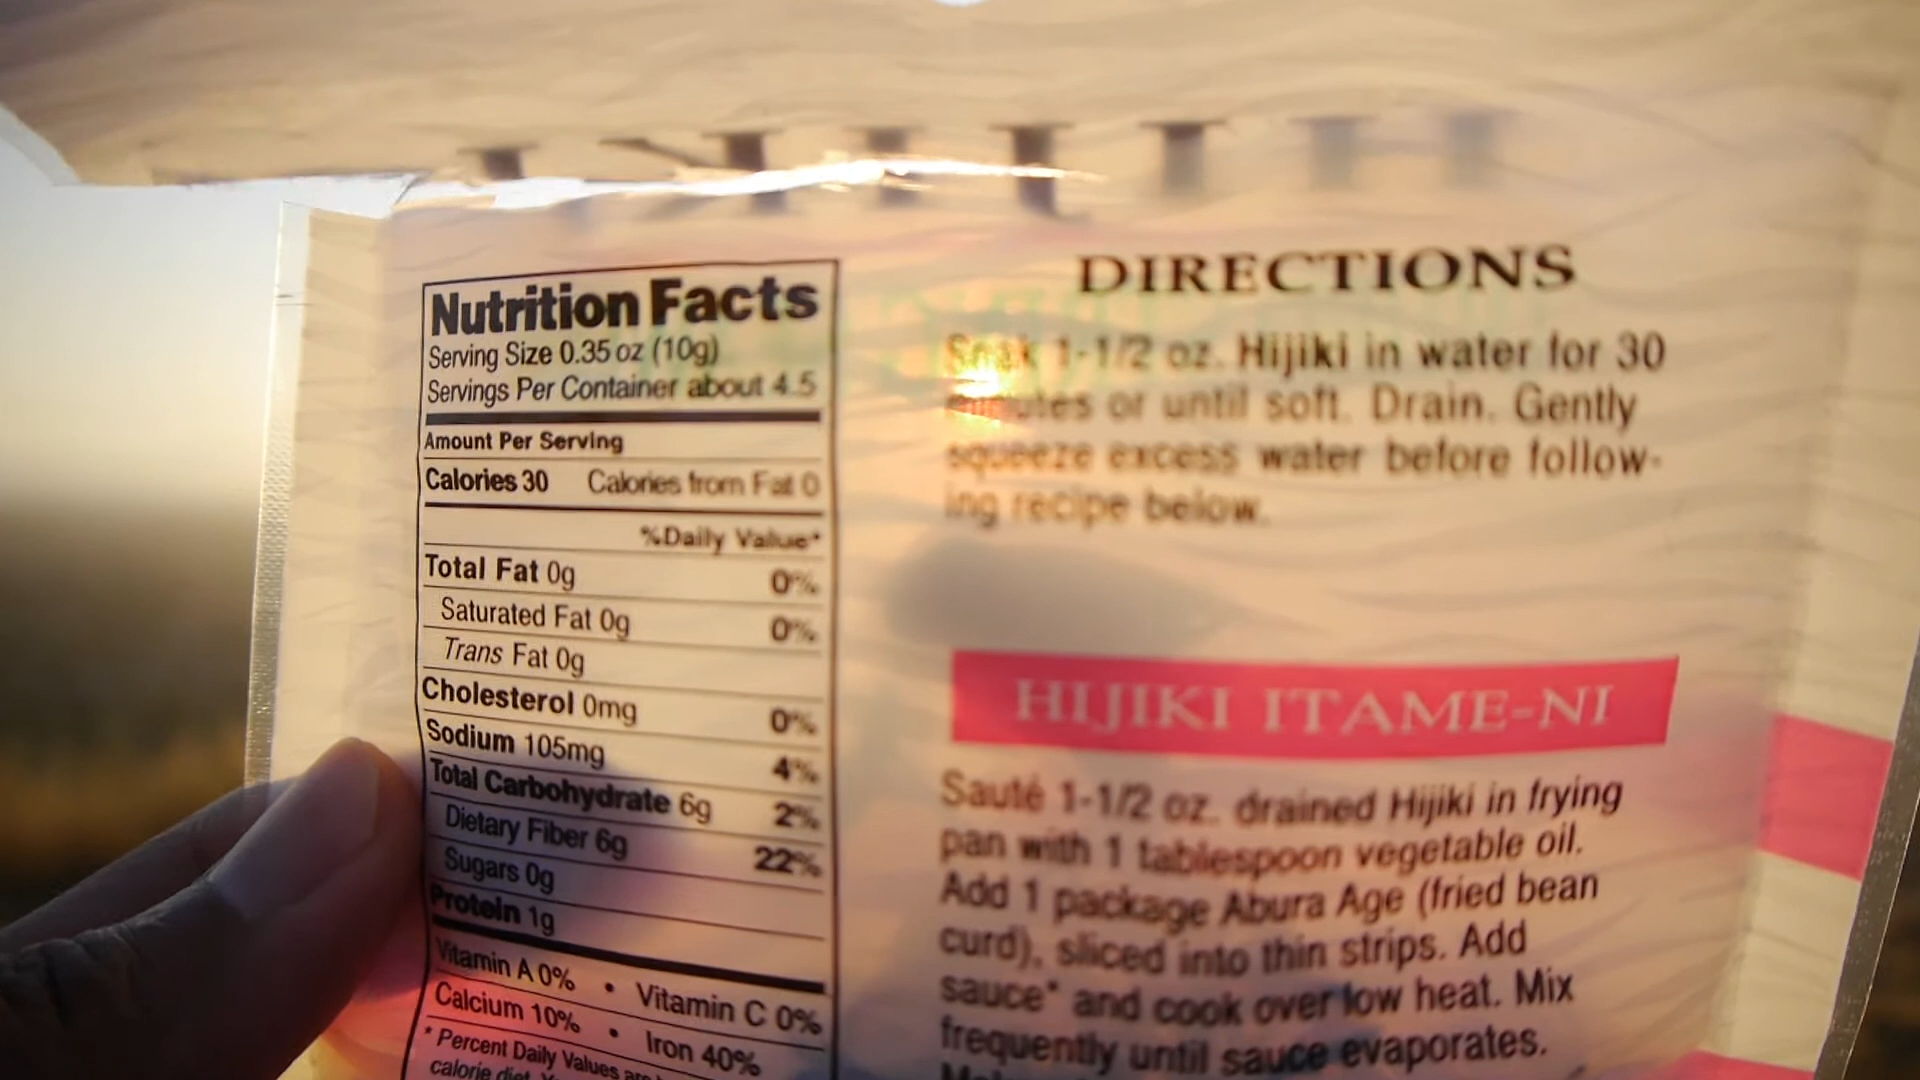 Nutrition Facts
Serving Size 0.35 oz (10g)
Servings Per Container about 4.5
Amount Per Serving
Calories 30 Calories from Fat 0
%Daily Value*
Total Fat 0g 0%
Saturated Fat 0g 0%
Trans Fat 0g
Cholesterol 0mg 0%
Sodium 105mg 4%
Total Carbohydrate 6g 2%
Dietary Fiber 6g 22%
Sugars 0g
Protein 1g
Vitamin A 0% • Vitamin C 0%
Calcium 10% • Iron 40%
* Percent Daily Values are
calorie diet.
DIRECTIONS
Soak 1-1/2 oz. Hijiki in water for 30
minutes or until soft. Drain. Gently
squeeze excess water before follow-
ing recipe below.
HIJIKI ITAME-NI
Sauté 1-1/2 oz. drained Hijiki in frying
pan with 1 tablespoon vegetable oil.
Add 1 package Abura Age (fried bean
curd), sliced into thin strips. Add
sauce* and cook over low heat. Mix
frequently until sauce evaporates.